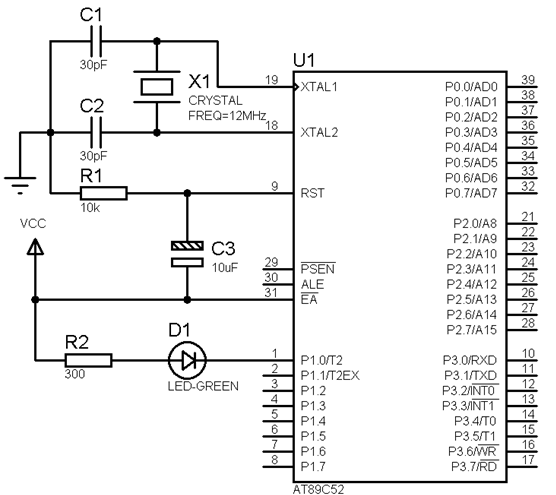 C1
30pF
C2
30pF
X1
CRYSTAL
FREQ=12MHz
R1
10k
VCC
C3
10uF
R2
300
D1
LED-GREEN
U1
19 XTAL1
18 XTAL2
9 RST
29 PSEN
30 ALE
31 EA
1 P1.0/T2
2 P1.1/T2EX
3 P1.2
4 P1.3
5 P1.4
6 P1.5
7 P1.6
8 P1.7
P0.0/AD0 39
P0.1/AD1 38
P0.2/AD2 37
P0.3/AD3 36
P0.4/AD4 35
P0.5/AD5 34
P0.6/AD6 33
P0.7/AD7 32
P2.0/A8 21
P2.1/A9 22
P2.2/A10 23
P2.3/A11 24
P2.4/A12 25
P2.5/A13 26
P2.6/A14 27
P2.7/A15 28
P3.0/RXD 10
P3.1/TXD 11
P3.2/INT0 12
P3.3/INT1 13
P3.4/T0 14
P3.5/T1 15
P3.6/WR 16
P3.7/RD 17
AT89C52